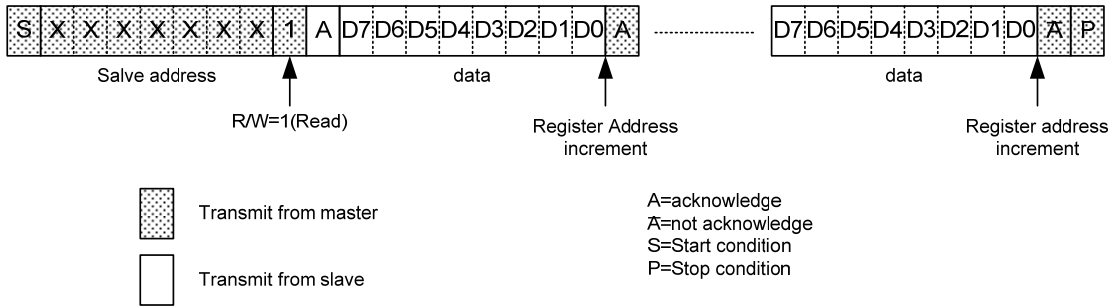 S X X X X X X X 1 A D7 D6 D5 D4 D3 D2 D1 D0 A D7 D6 D5 D4 D3 D2 D1 D0 A̅ P
Salve address data data
R/W=1(Read)
Register Address
increment
Register address
increment
Transmit from master
Transmit from slave
A=acknowledge
A̅=not acknowledge
S=Start condition
P=Stop condition